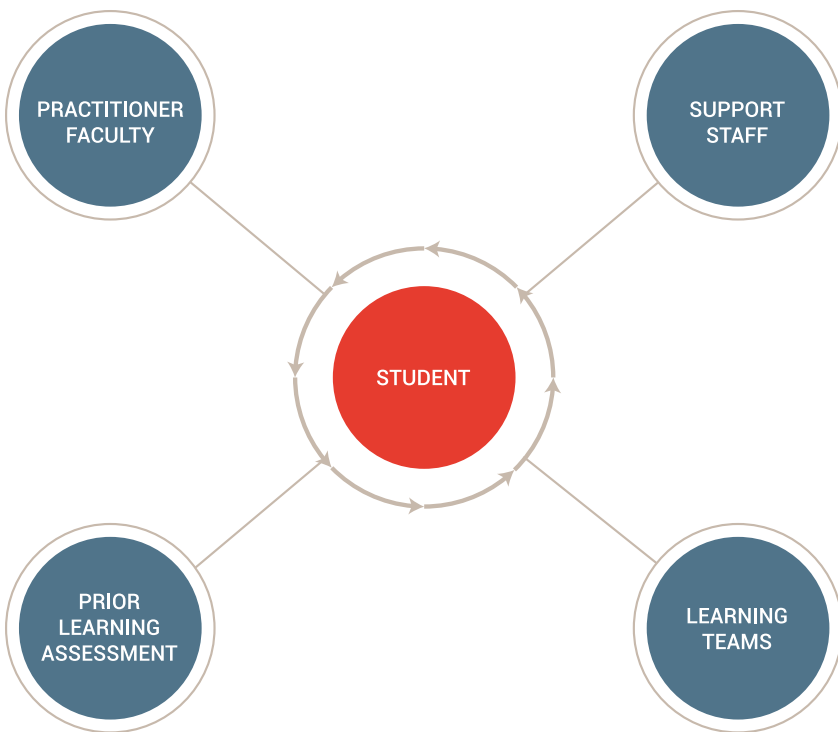 PRACTITIONER
FACULTY
SUPPORT
STAFF
STUDENT
PRIOR
LEARNING
ASSESSMENT
LEARNING
TEAMS